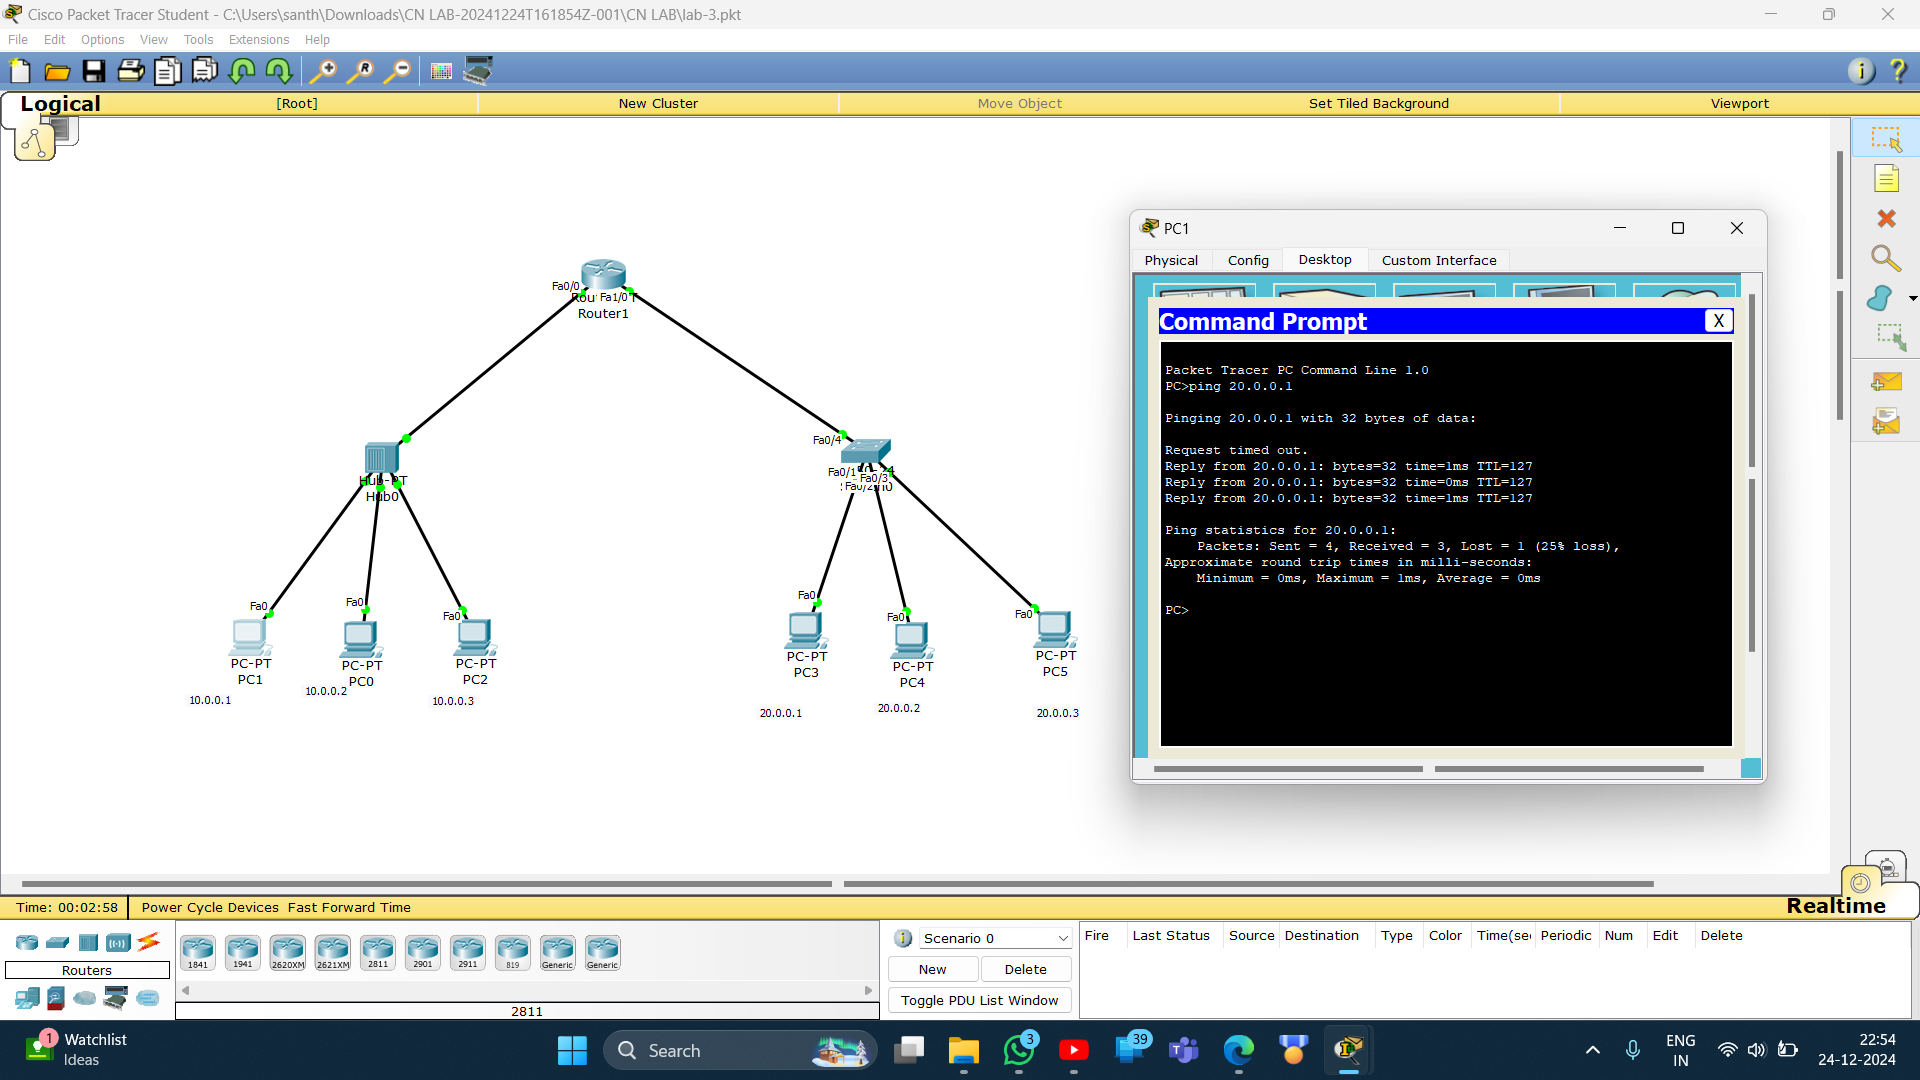 Cisco Packet Tracer Student - C:\Users\santh\Downloads\CN LAB-20241224T161854Z-001\CN LAB\lab-3.pkt
File Edit Options View Tools Extensions Help
Logical [Root] New Cluster Move Object Set Tiled Background Viewport
Fa0/0
Fa1/0
Router1
Fa0/4
Fa0/1
Fa0/3
Fa0/2
Hub-PT
Hub0
Fa0
PC-PT
PC1
10.0.0.1
Fa0
PC-PT
PC0
10.0.0.2
Fa0
PC-PT
PC2
10.0.0.3
Fa0
PC-PT
PC3
20.0.0.1
Fa0
PC-PT
PC4
20.0.0.2
Fa0
PC-PT
PC5
20.0.0.3
PC1
Physical Config Desktop Custom Interface
Command Prompt X
Packet Tracer PC Command Line 1.0
PC>ping 20.0.0.1
Pinging 20.0.0.1 with 32 bytes of data:
Request timed out.
Reply from 20.0.0.1: bytes=32 time=1ms TTL=127
Reply from 20.0.0.1: bytes=32 time=0ms TTL=127
Reply from 20.0.0.1: bytes=32 time=1ms TTL=127
Ping statistics for 20.0.0.1:
Packets: Sent = 4, Received = 3, Lost = 1 (25% loss),
Approximate round trip times in milli-seconds:
Minimum = 0ms, Maximum = 1ms, Average = 0ms
PC>
Time: 00:02:58 Power Cycle Devices Fast Forward Time
Realtime
Routers
1841 1941 2620XM 2621XM 2811 2901 2911 819 Generic Generic
2811
Scenario 0
New Delete
Toggle PDU List Window
Fire Last Status Source Destination Type Color Time(sec Periodic Num Edit Delete
1
Watchlist
Ideas
Search
3
39
ENG
IN
22:54
24-12-2024